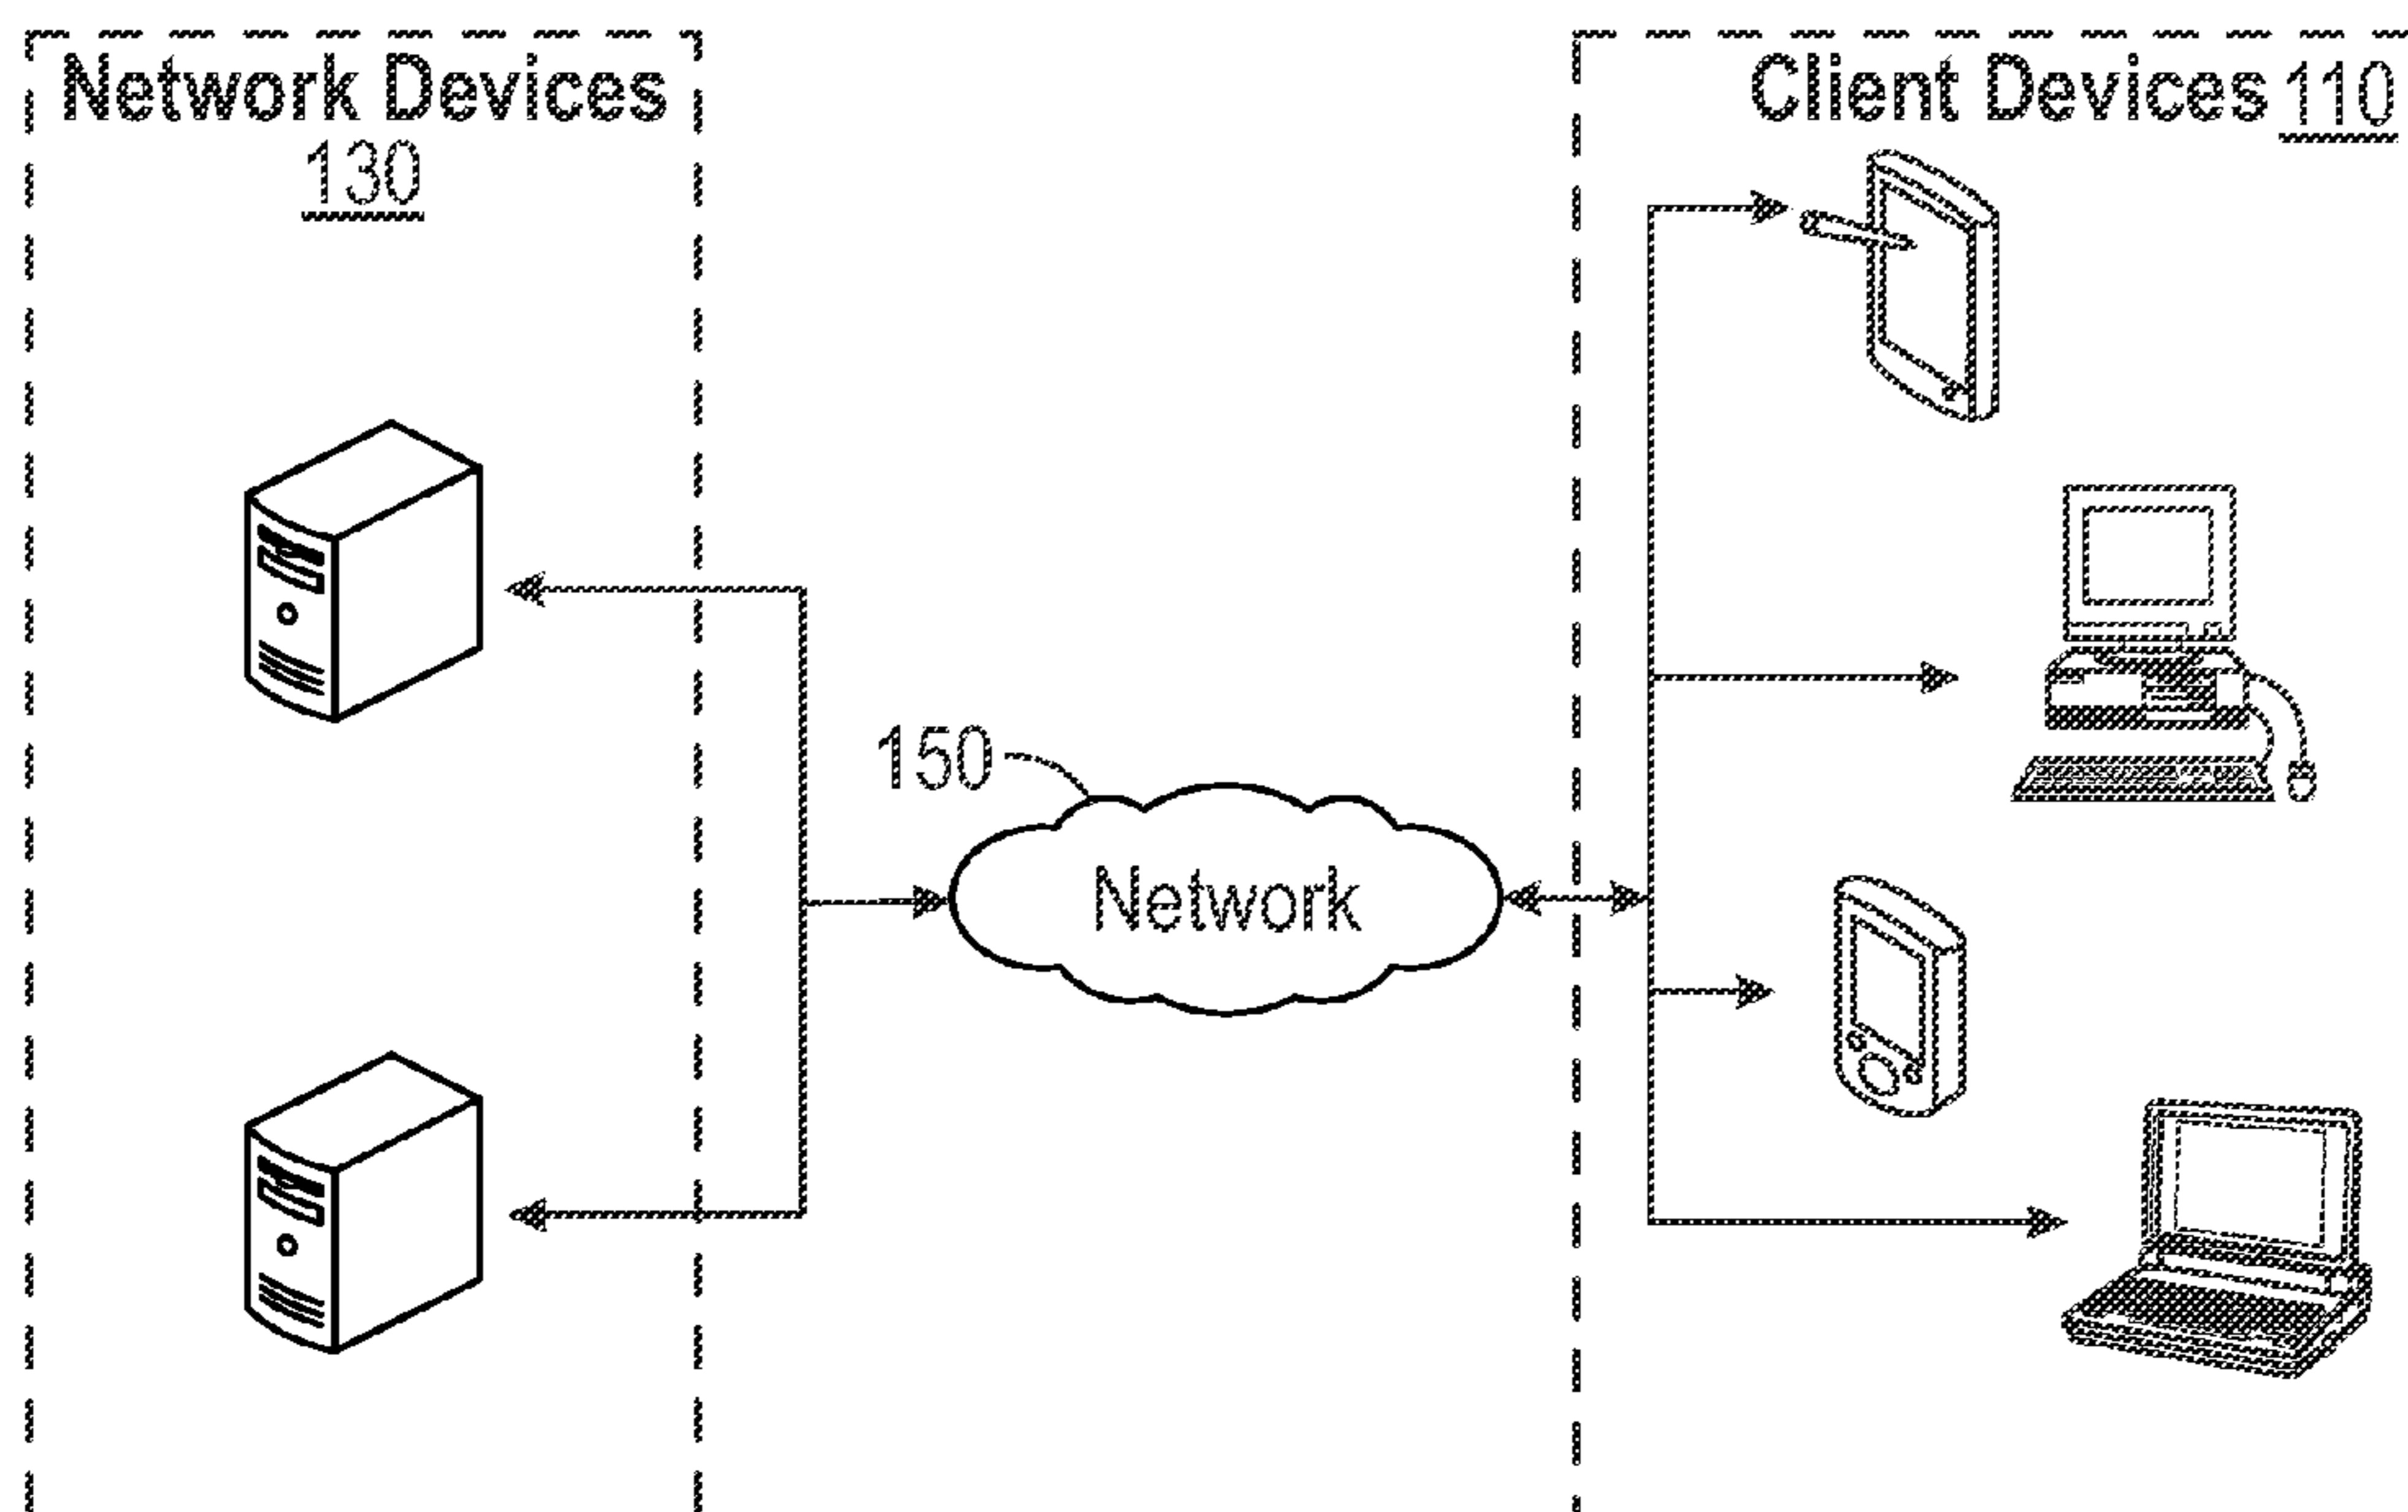 Network Devices
130
Client Devices 110
150
Network